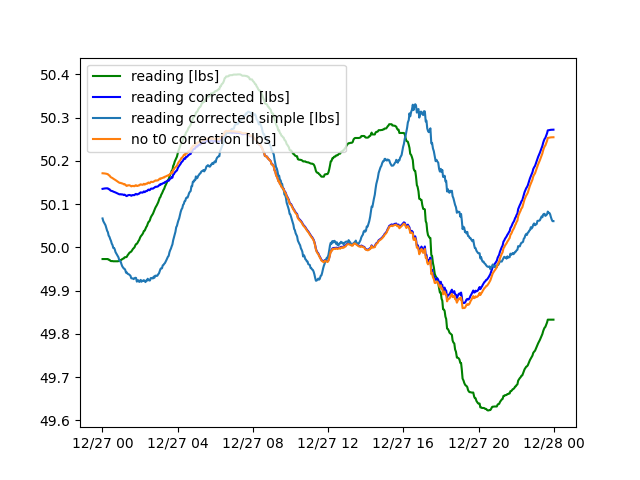 50.4
50.3
50.2
50.1
50.0
49.9
49.8
49.7
49.6
reading [lbs]
reading corrected [lbs]
reading corrected simple [lbs]
no t0 correction [lbs]
12/27 00 12/27 04 12/27 08 12/27 12 12/27 16 12/27 20 12/28 00